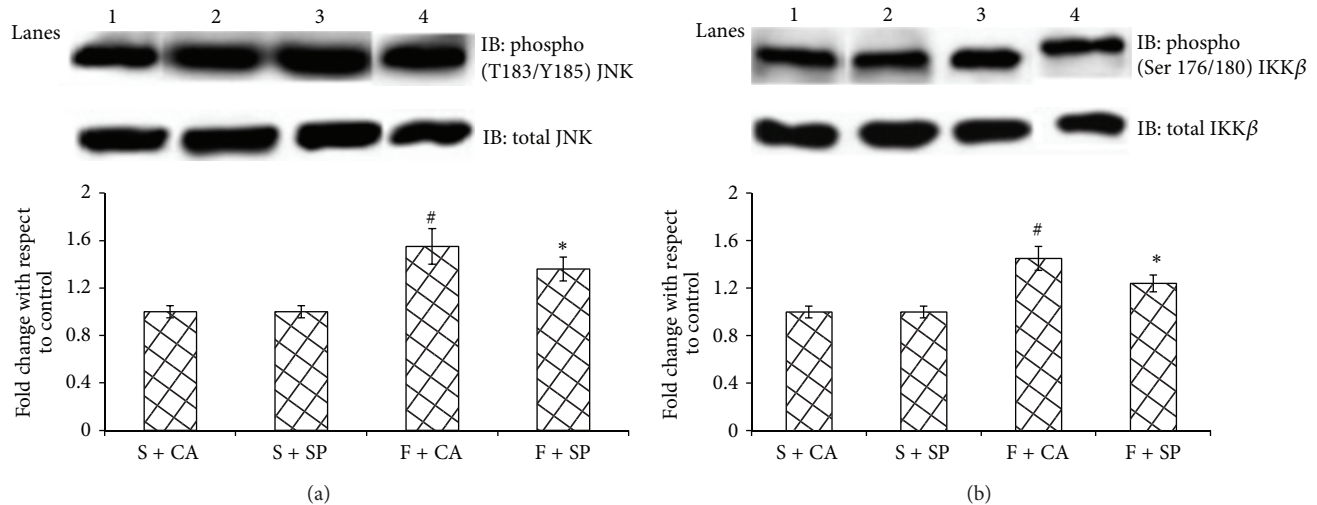 Lanes
1 2 3 4
IB: phospho
(T183/Y185) JNK
IB: total JNK
Fold change with respect
to control
2
1.6
1.2
0.8
0.4
0
#
*
S + CA S + SP F + CA F + SP
(a)
Lanes
1 2 3 4
IB: phospho
(Ser 176/180) IKKβ
IB: total IKKβ
Fold change with respect
to control
2
1.6
1.2
0.8
0.4
0
#
*
S + CA S + SP F + CA F + SP
(b)